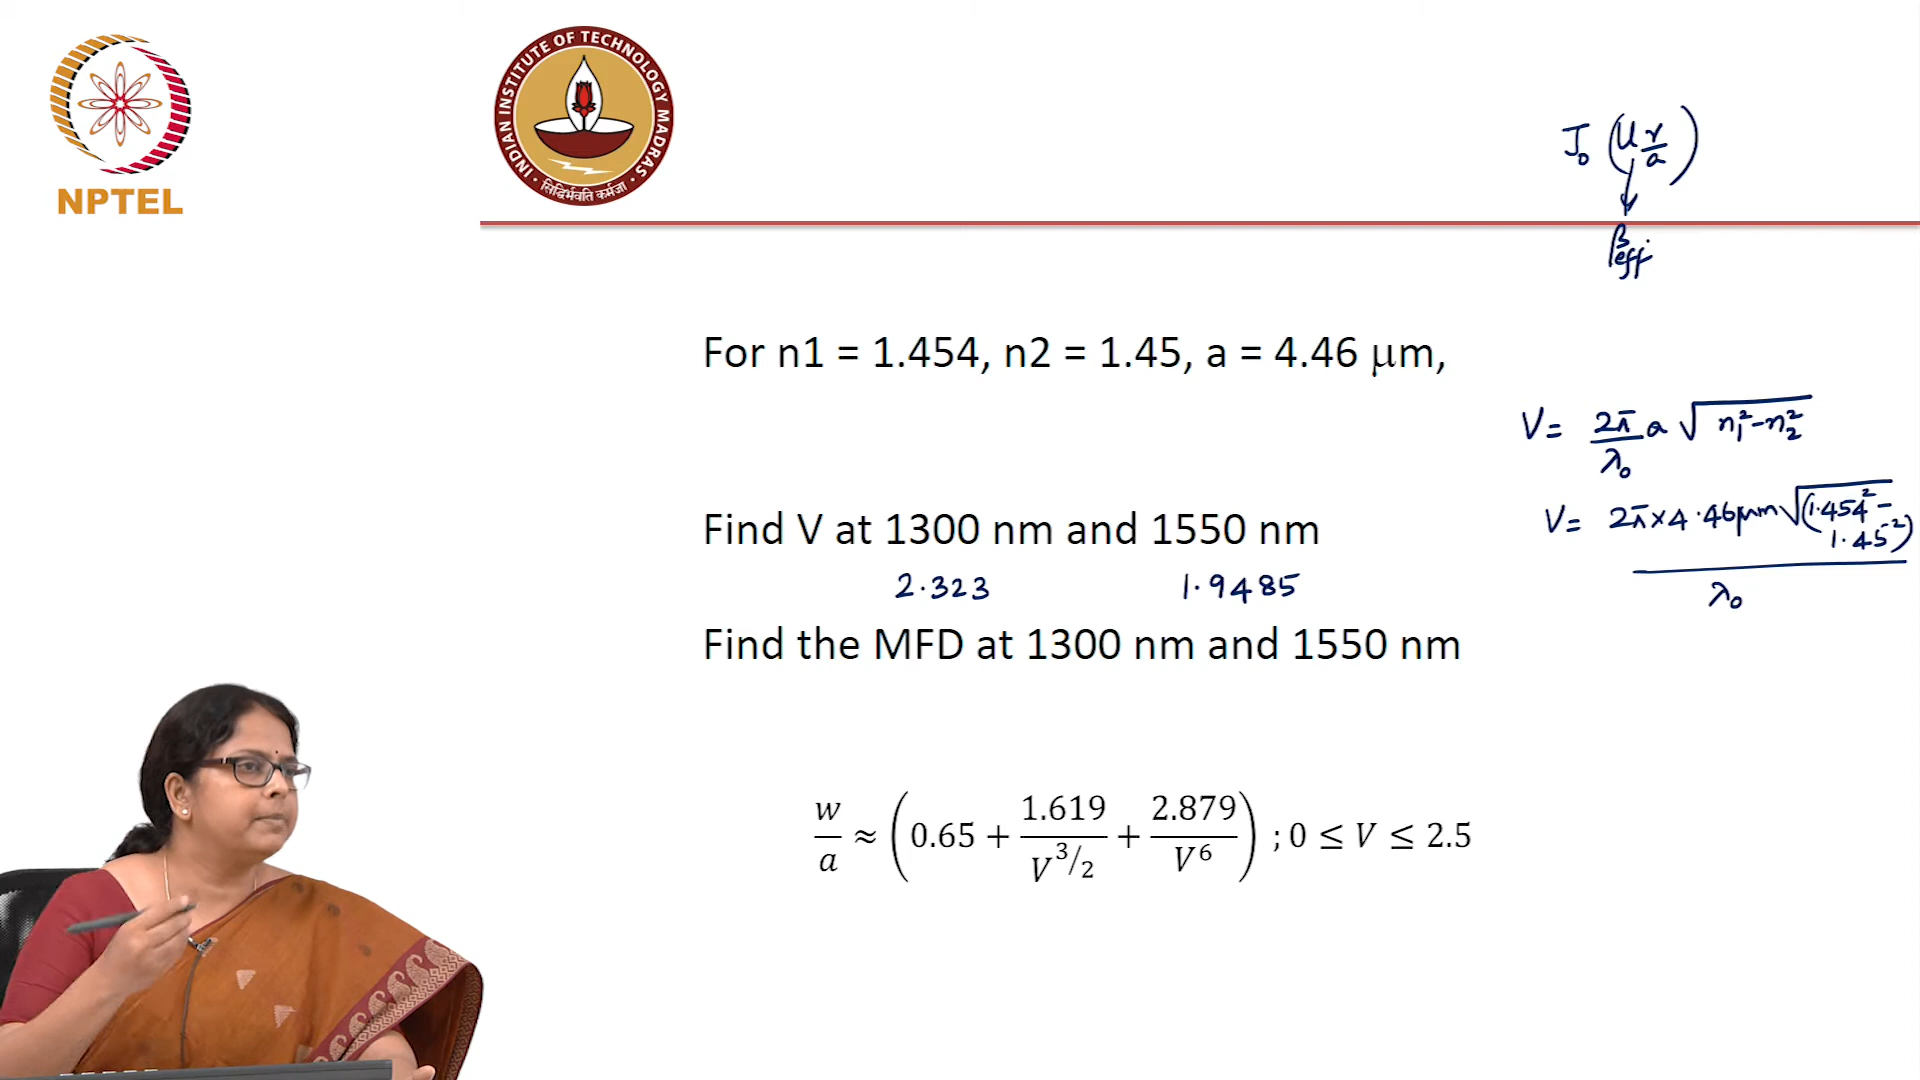 NPTEL
INDIAN INSTITUTE OF TECHNOLOGY MADRAS
सिद्धिर्भवति कर्मजा
J₀ (U r/a)
β eff
For n1 = 1.454, n2 = 1.45, a = 4.46 μm,
V = 2π/λ₀ a √(n₁² − n₂²)
Find V at 1300 nm and 1550 nm
V = 2π × 4.46μm √(1.454² − 1.45²) / λ₀
2.323 1.9485
Find the MFD at 1300 nm and 1550 nm
w/a ≈ (0.65 + 1.619/V^3/2 + 2.879/V^6) ; 0 ≤ V ≤ 2.5